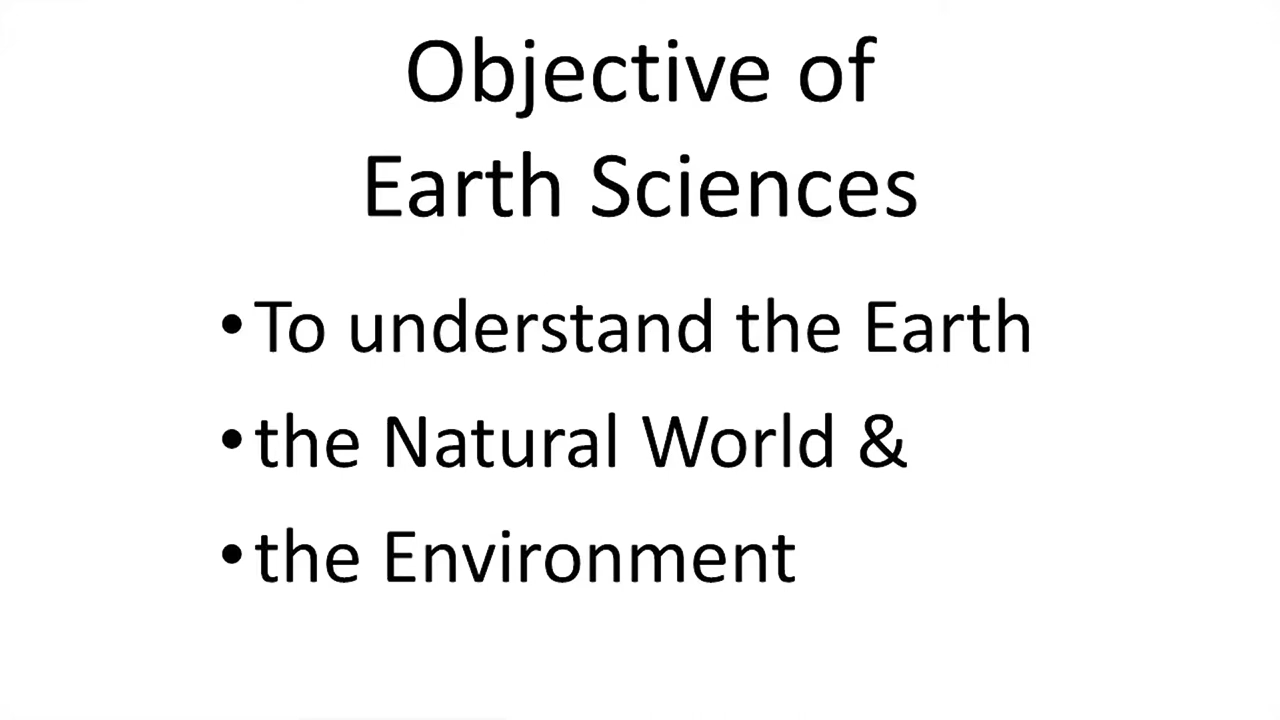 Objective of
Earth Sciences
•To understand the Earth
•the Natural World &
•the Environment